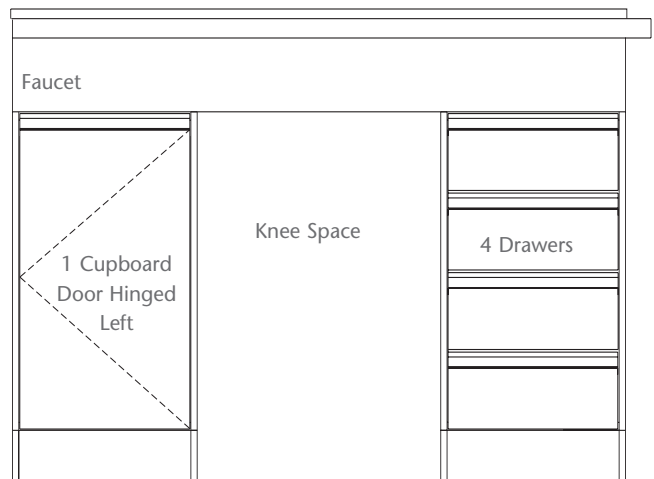 Faucet
1 Cupboard
Door Hinged
Left
Knee Space
4 Drawers